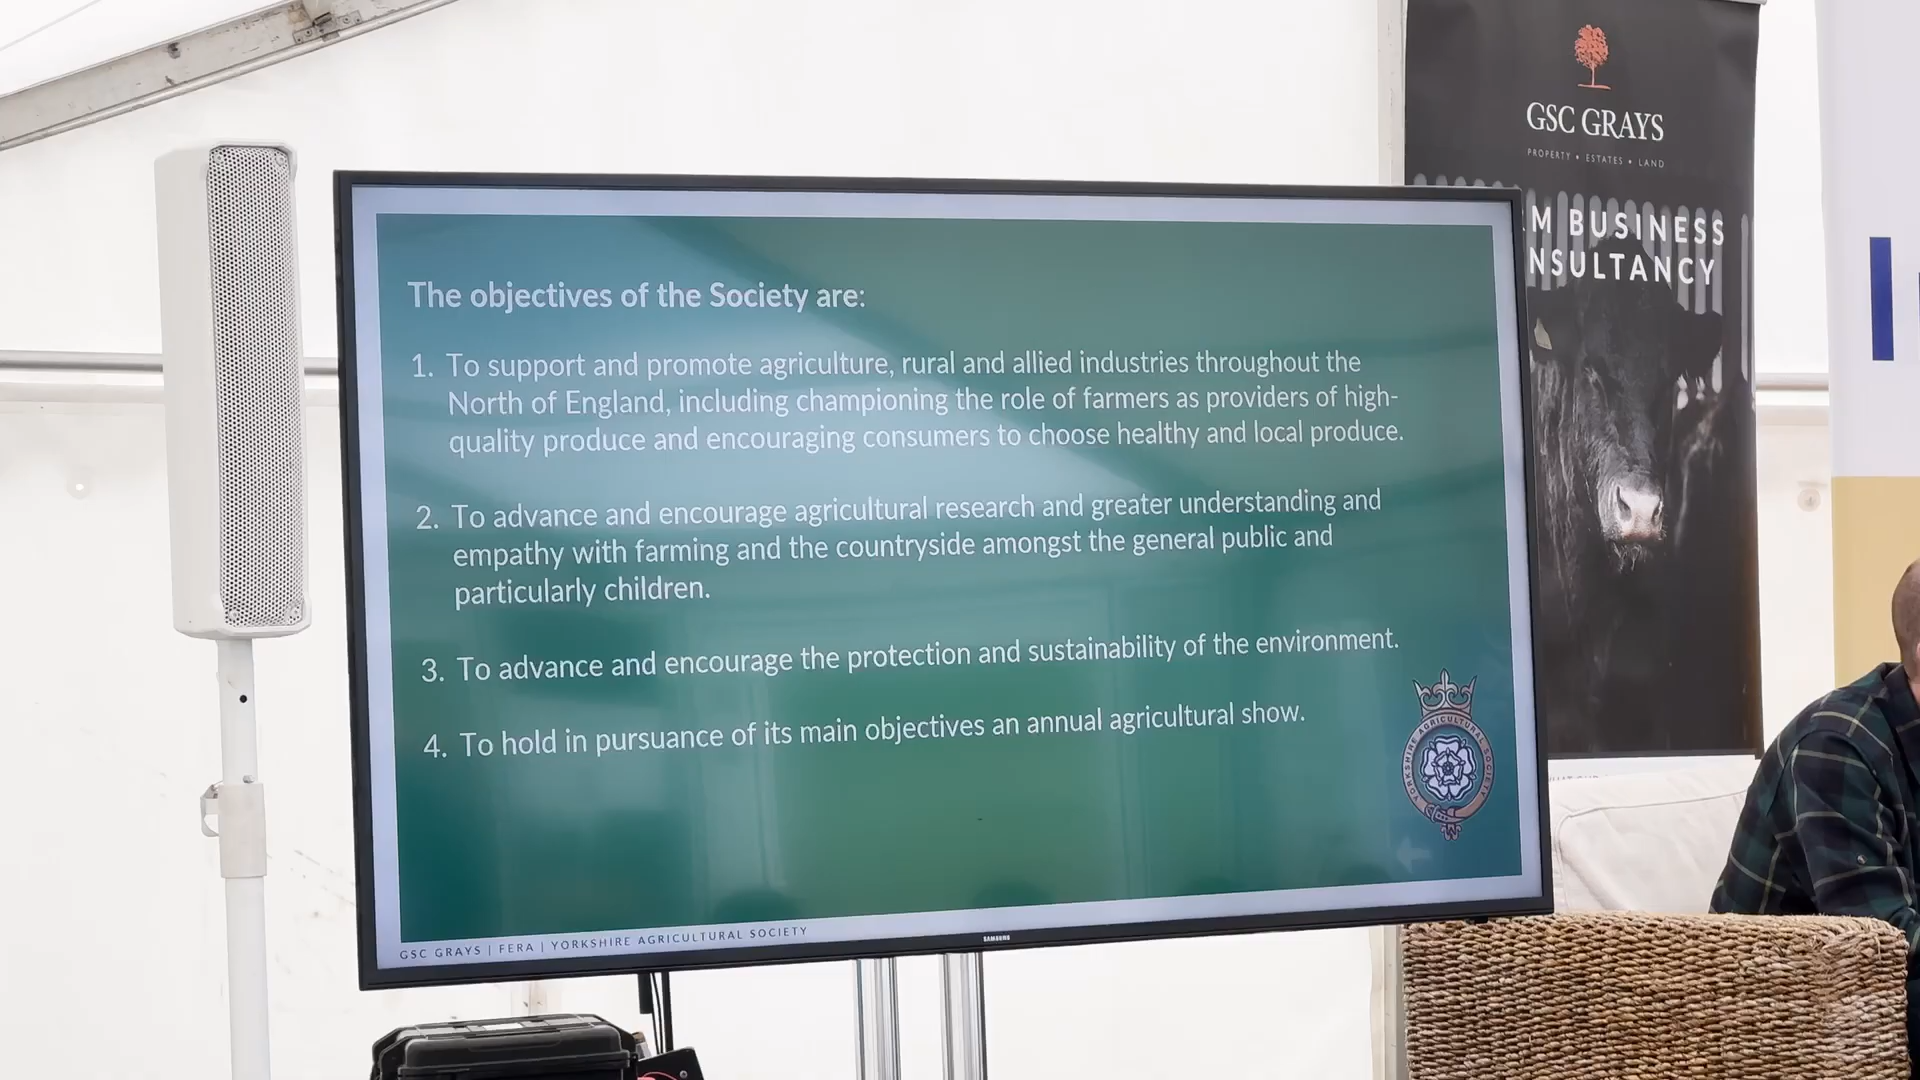 GSC GRAYS
PROPERTY • ESTATES • LAND
M BUSINESS
NSULTANCY
The objectives of the Society are:
1. To support and promote agriculture, rural and allied industries throughout the
North of England, including championing the role of farmers as providers of high-
quality produce and encouraging consumers to choose healthy and local produce.
2. To advance and encourage agricultural research and greater understanding and
empathy with farming and the countryside amongst the general public and
particularly children.
3. To advance and encourage the protection and sustainability of the environment.
4. To hold in pursuance of its main objectives an annual agricultural show.
YORKSHIRE AGRICULTURAL SOCIETY
GSC GRAYS | FERA | YORKSHIRE AGRICULTURAL SOCIETY
SAMSUNG